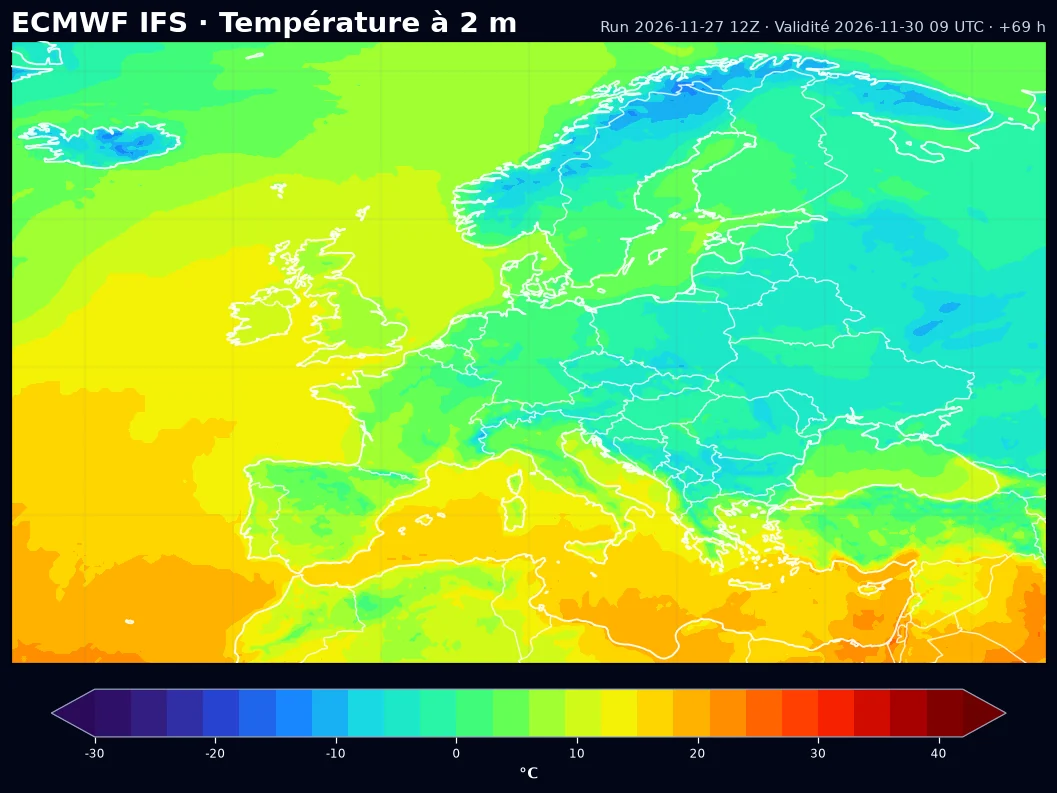 ECMWF IFS · Température à 2 m
Run 2026-11-27 12Z · Validité 2026-11-30 09 UTC · +69 h
-30 -20 -10 0 10 20 30 40
°C